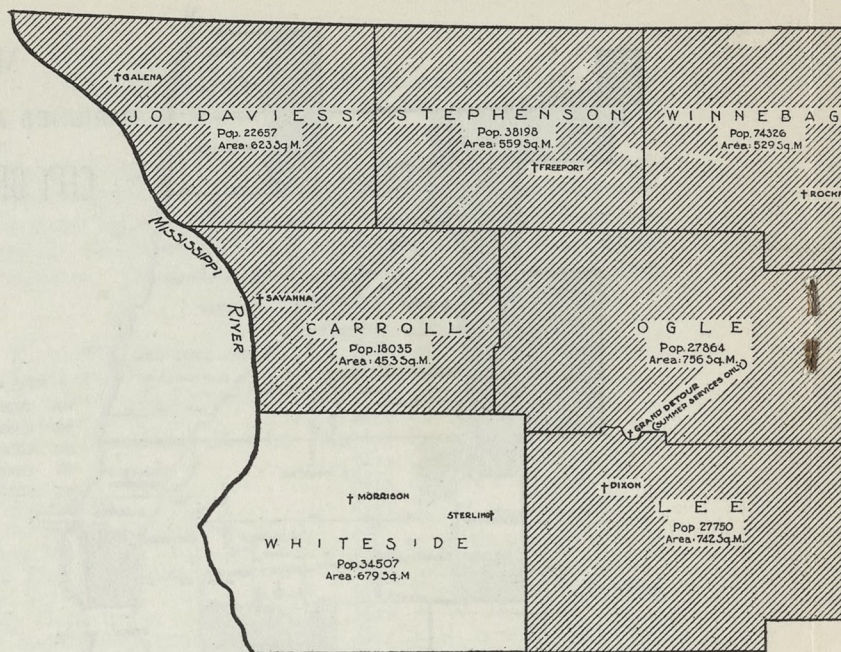 GALENA
JO DAVIESS
Pop. 22657
Area: 623 Sq. M.
STEPHENSON
Pop. 38198
Area: 559 Sq. M.
FREEPORT
WINNEBAG
Pop. 74326
Area: 529 Sq. M
ROCK
MISSISSIPPI
RIVER
SAVANNA
CARROLL
Pop. 18035
Area: 453 Sq. M.
OGLE
Pop. 27864
Area: 756 Sq. M.
GRAND DETOUR
(SUMMER SERVICES ONLY)
MORRISON
STERLING
WHITESIDE
Pop 34507
Area: 679 Sq. M
DIXON
LEE
Pop 27750
Area: 742 Sq. M.